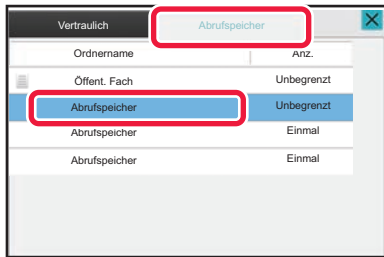 Vertraulich Abrufspeicher
Ordnername Anz.
Öffent. Fach Unbegrenzt
Abrufspeicher Unbegrenzt
Abrufspeicher Einmal
Abrufspeicher Einmal